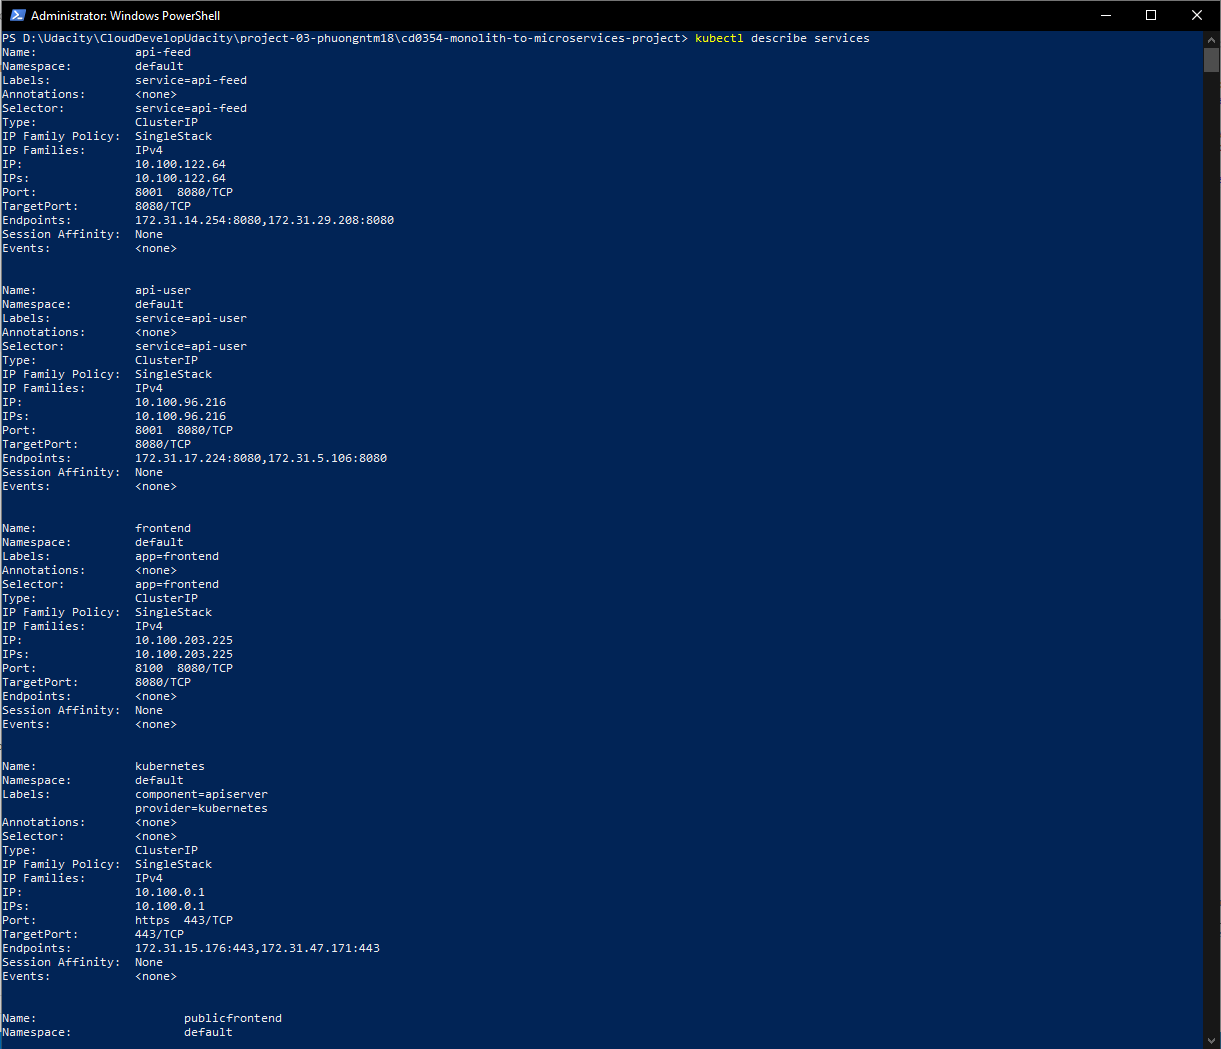 Administrator: Windows PowerShell
PS D:\Udacity\CloudDevelopUdacity\project-03-phuongntm18\cd0354-monolith-to-microservices-project> kubectl describe services
Name:              api-feed
Namespace:         default
Labels:            service=api-feed
Annotations:       <none>
Selector:          service=api-feed
Type:              ClusterIP
IP Family Policy:  SingleStack
IP Families:       IPv4
IP:                10.100.122.64
IPs:               10.100.122.64
Port:              8001  8080/TCP
TargetPort:        8080/TCP
Endpoints:         172.31.14.254:8080,172.31.29.208:8080
Session Affinity:  None
Events:            <none>
Name:              api-user
Namespace:         default
Labels:            service=api-user
Annotations:       <none>
Selector:          service=api-user
Type:              ClusterIP
IP Family Policy:  SingleStack
IP Families:       IPv4
IP:                10.100.96.216
IPs:               10.100.96.216
Port:              8001  8080/TCP
TargetPort:        8080/TCP
Endpoints:         172.31.17.224:8080,172.31.5.106:8080
Session Affinity:  None
Events:            <none>
Name:              frontend
Namespace:         default
Labels:            app=frontend
Annotations:       <none>
Selector:          app=frontend
Type:              ClusterIP
IP Family Policy:  SingleStack
IP Families:       IPv4
IP:                10.100.203.225
IPs:               10.100.203.225
Port:              8100  8080/TCP
TargetPort:        8080/TCP
Endpoints:         <none>
Session Affinity:  None
Events:            <none>
Name:              kubernetes
Namespace:         default
Labels:            component=apiserver
                   provider=kubernetes
Annotations:       <none>
Selector:          <none>
Type:              ClusterIP
IP Family Policy:  SingleStack
IP Families:       IPv4
IP:                10.100.0.1
IPs:               10.100.0.1
Port:              https  443/TCP
TargetPort:        443/TCP
Endpoints:         172.31.15.176:443,172.31.47.171:443
Session Affinity:  None
Events:            <none>
Name:                     publicfrontend
Namespace:                default